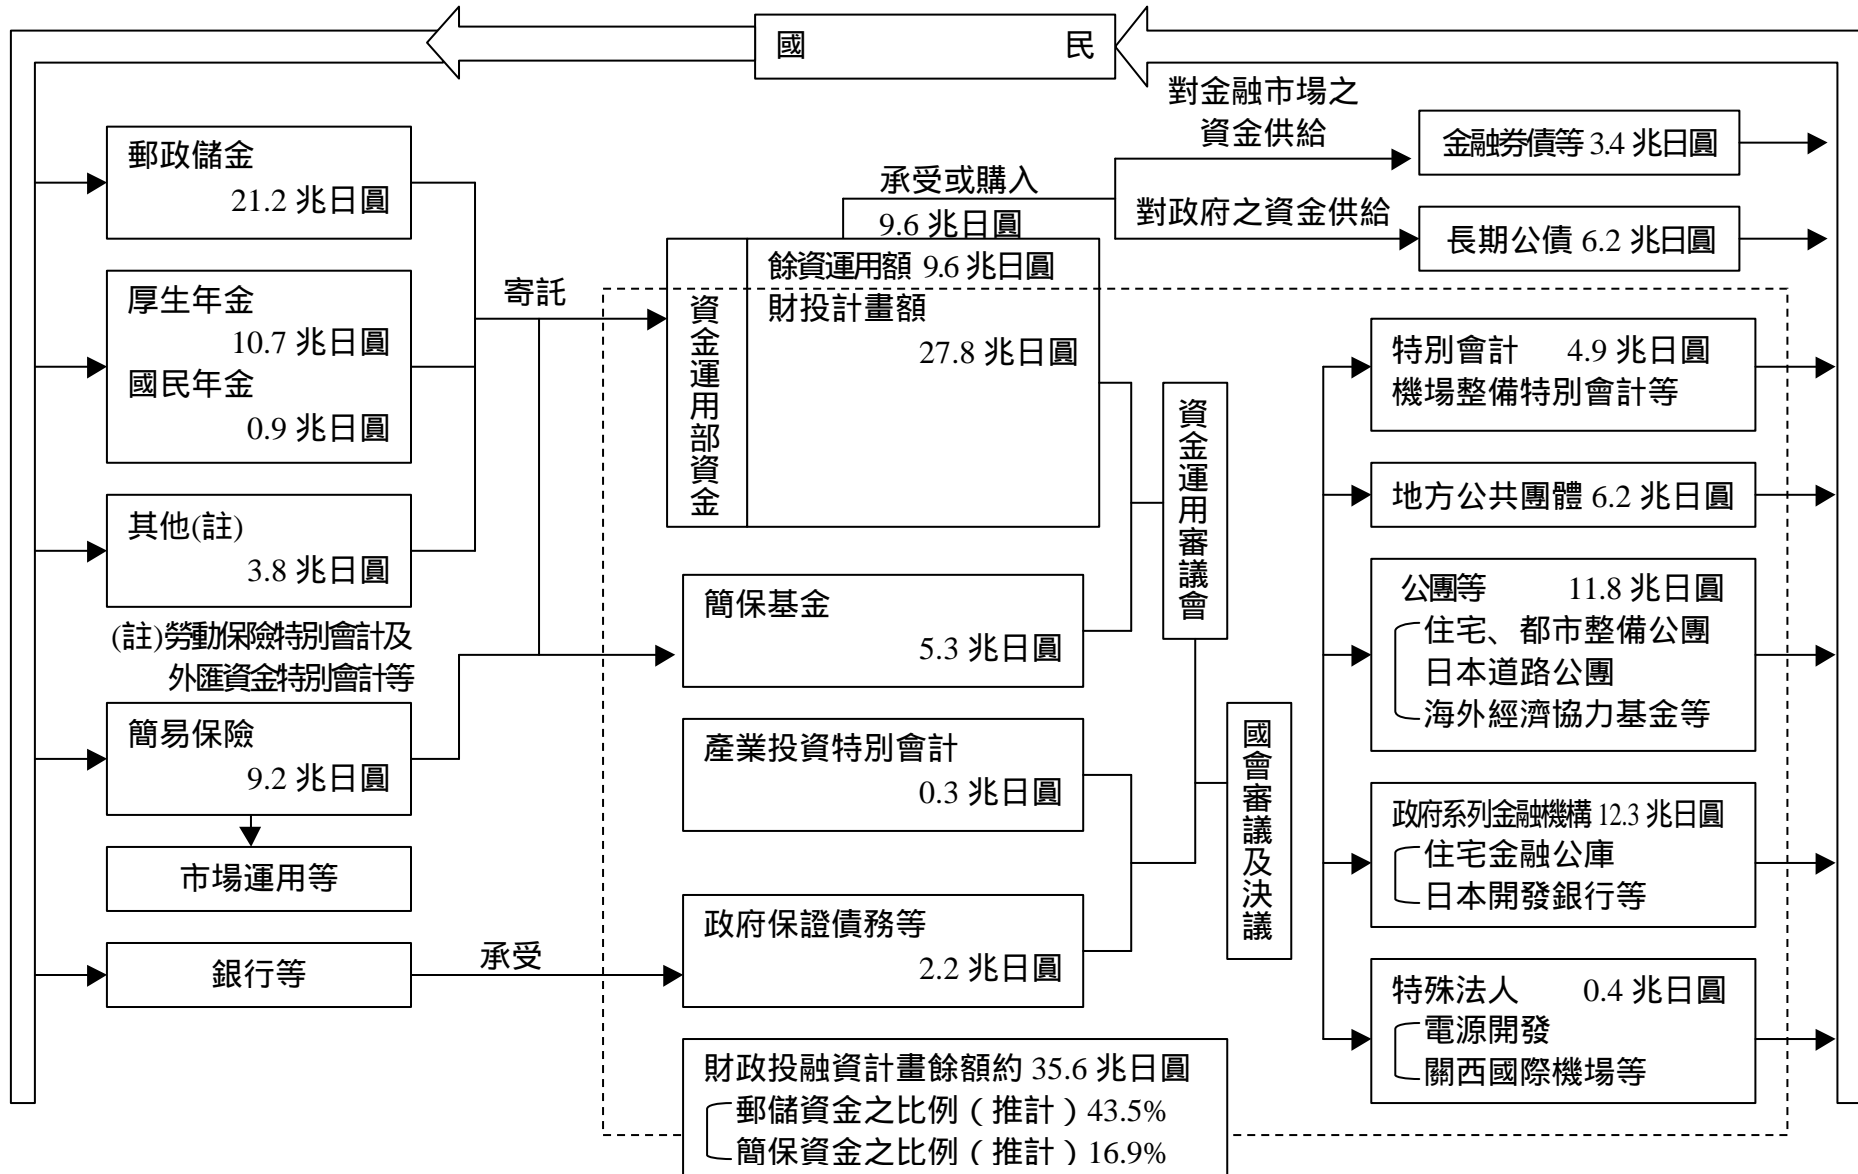 國 民
郵政儲金
21.2 兆日圓
厚生年金
10.7 兆日圓
國民年金
0.9 兆日圓
其他(註)
3.8 兆日圓
(註)勞動保險特別會計及
外匯資金特別會計等
簡易保險
9.2 兆日圓
市場運用等
銀行等
寄託
承受
承受或購入
9.6 兆日圓
資金運用部資金
餘資運用額 9.6 兆日圓
財投計畫額
27.8 兆日圓
簡保基金
5.3 兆日圓
產業投資特別會計
0.3 兆日圓
政府保證債務等
2.2 兆日圓
財政投融資計畫餘額約 35.6 兆日圓
郵儲資金之比例（推計）43.5%
簡保資金之比例（推計）16.9%
資金運用審議會
國會審議及決議
對金融市場之
資金供給
對政府之資金供給
金融券債等 3.4 兆日圓
長期公債 6.2 兆日圓
特別會計 4.9 兆日圓
機場整備特別會計等
地方公共團體 6.2 兆日圓
公團等 11.8 兆日圓
住宅、都市整備公團
日本道路公團
海外經濟協力基金等
政府系列金融機構 12.3 兆日圓
住宅金融公庫
日本開發銀行等
特殊法人 0.4 兆日圓
電源開發
關西國際機場等